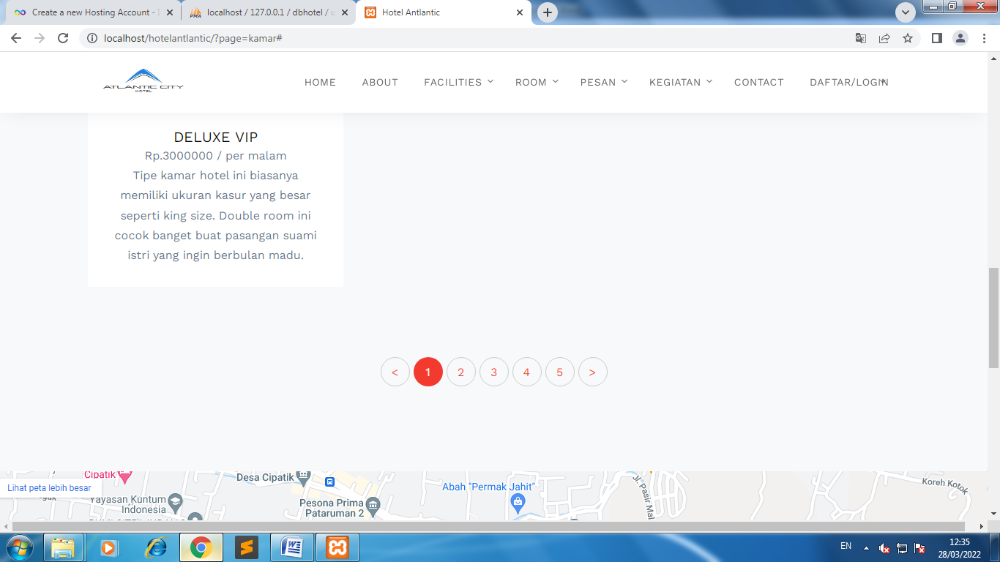 Create a new Hosting Account -
localhost / 127.0.0.1 / dbhotel / u
Hotel Antlantic
localhost/hotelantlantic/?page=kamar#
ATLANTIC CITY
HOTEL
HOME
ABOUT
FACILITIES
ROOM
PESAN
KEGIATAN
CONTACT
DAFTAR/LOGIN
DELUXE VIP
Rp.3000000 / per malam
Tipe kamar hotel ini biasanya
memiliki ukuran kasur yang besar
seperti king size. Double room ini
cocok banget buat pasangan suami
istri yang ingin berbulan madu.
< 1 2 3 4 5 >
Cipatik
Lihat peta lebih besar
Desa Cipatik
Abah "Permak Jahit"
Jl. Pasir Mal
Koreh Kotok
Yayasan Kuntum
Indonesia
Pesona Prima
Pataruman 2
EN
12:35
28/03/2022